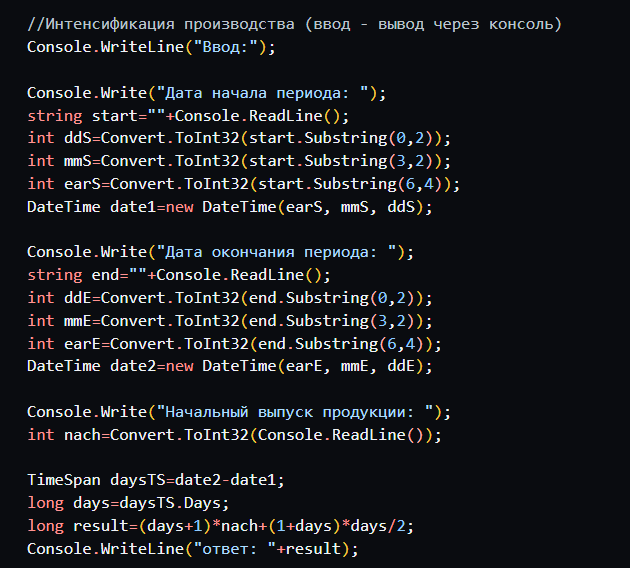 //Интенсификация производства (ввод - вывод через консоль)
Console.WriteLine("Ввод:");
Console.Write("Дата начала периода: ");
string start=""+Console.ReadLine();
int ddS=Convert.ToInt32(start.Substring(0,2));
int mmS=Convert.ToInt32(start.Substring(3,2));
int earS=Convert.ToInt32(start.Substring(6,4));
DateTime date1=new DateTime(earS, mmS, ddS);
Console.Write("Дата окончания периода: ");
string end=""+Console.ReadLine();
int ddE=Convert.ToInt32(end.Substring(0,2));
int mmE=Convert.ToInt32(end.Substring(3,2));
int earE=Convert.ToInt32(end.Substring(6,4));
DateTime date2=new DateTime(earE, mmE, ddE);
Console.Write("Начальный выпуск продукции: ");
int nach=Convert.ToInt32(Console.ReadLine());
TimeSpan daysTS=date2-date1;
long days=daysTS.Days;
long result=(days+1)*nach+(1+days)*days/2;
Console.WriteLine("ответ: "+result);